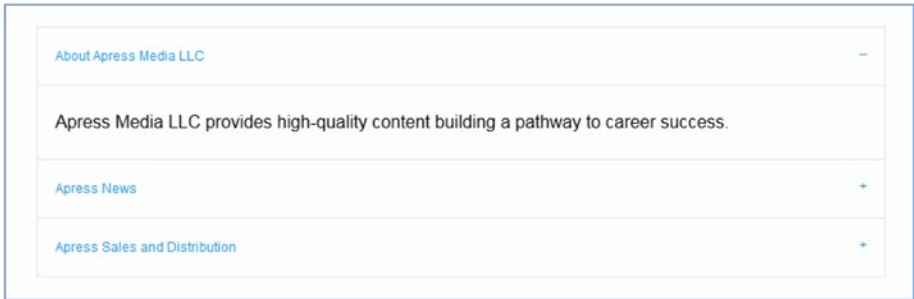 About Apress Media LLC –
Apress Media LLC provides high-quality content building a pathway to career success.
Apress News +
Apress Sales and Distribution +